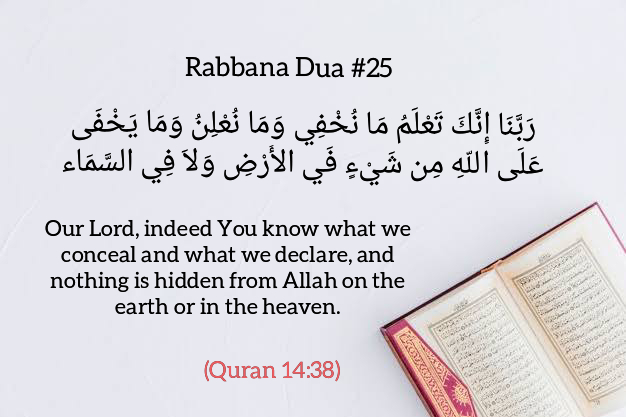 Rabbana Dua #25
رَبَّنَا إِنَّكَ تَعْلَمُ مَا نُخْفِي وَمَا نُعْلِنُ وَمَا يَخْفَى
عَلَى اللّهِ مِن شَيْءٍ فَي الأَرْضِ وَلاَ فِي السَّمَاء
Our Lord, indeed You know what we
conceal and what we declare, and
nothing is hidden from Allah on the
earth or in the heaven.
(Quran 14:38)